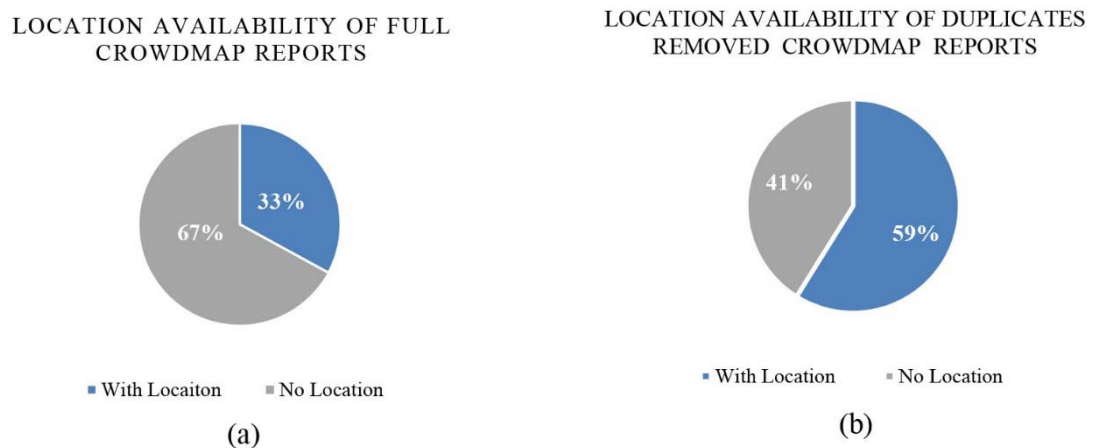 LOCATION AVAILABILITY OF FULL
CROWDMAP REPORTS
33%
67%
With Locaiton No Location
(a)
LOCATION AVAILABILITY OF DUPLICATES
REMOVED CROWDMAP REPORTS
41%
59%
With Location No Location
(b)